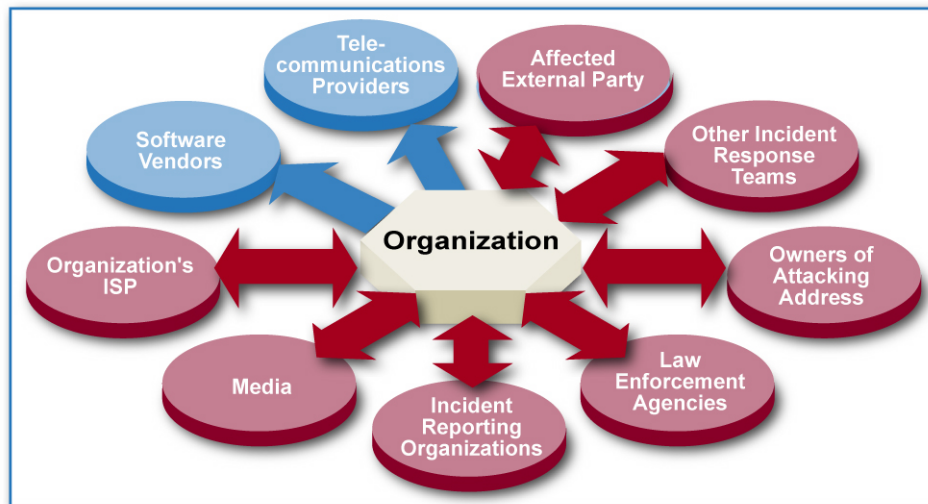 Tele-
communications
Providers
Affected
External Party
Software
Vendors
Other Incident
Response
Teams
Organization
Organization's
ISP
Owners of
Attacking
Address
Media
Incident
Reporting
Organizations
Law
Enforcement
Agencies